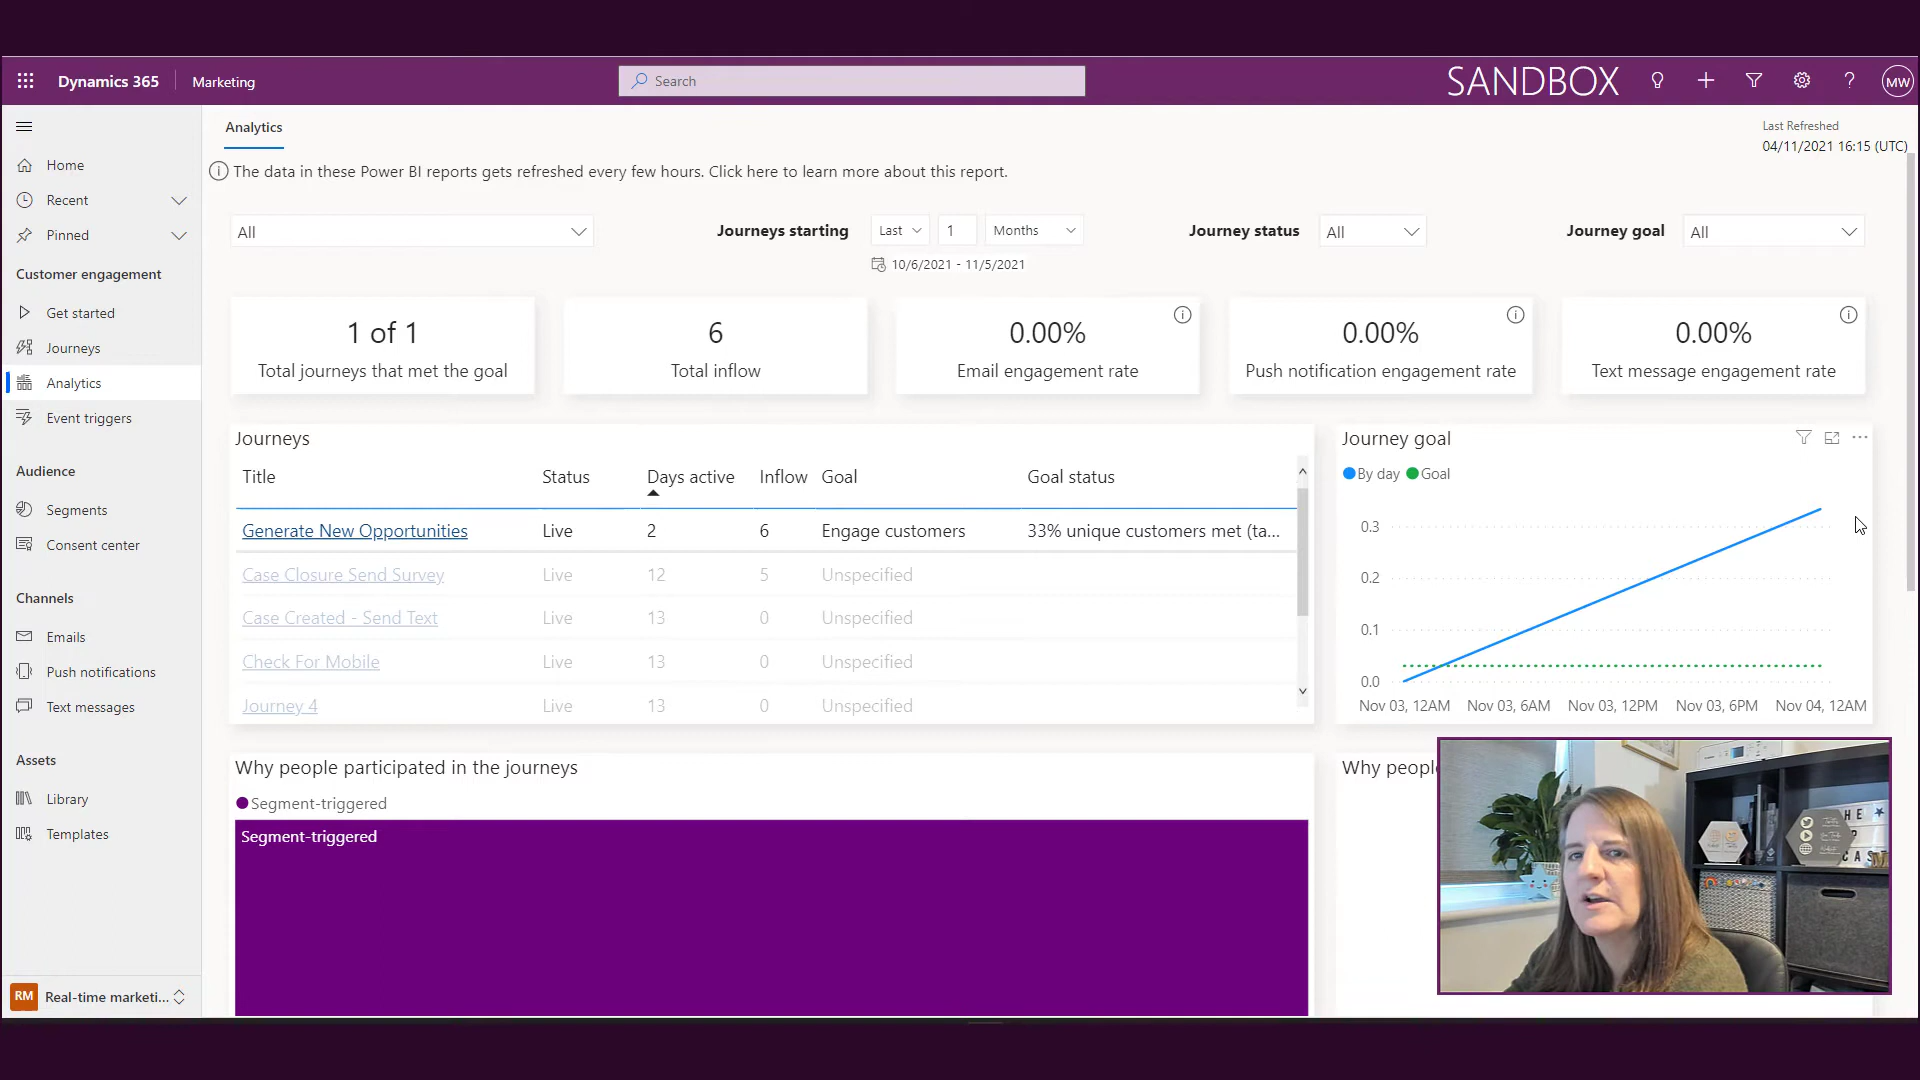 Dynamics 365
Marketing
Search
SANDBOX
MW
Home
Recent
Pinned
Customer engagement
Get started
Journeys
Analytics
Event triggers
Audience
Segments
Consent center
Channels
Emails
Push notifications
Text messages
Assets
Library
Templates
RM Real-time marketi...
Analytics
Last Refreshed
04/11/2021 16:15 (UTC)
The data in these Power BI reports gets refreshed every few hours. Click here to learn more about this report.
All
Journeys starting Last 1 Months
10/6/2021 - 11/5/2021
Journey status All
Journey goal All
1 of 1
Total journeys that met the goal
6
Total inflow
0.00%
Email engagement rate
0.00%
Push notification engagement rate
0.00%
Text message engagement rate
Journeys
Title Status Days active Inflow Goal Goal status
Generate New Opportunities Live 2 6 Engage customers 33% unique customers met (ta...
Case Closure Send Survey Live 12 5 Unspecified
Case Created - Send Text Live 13 0 Unspecified
Check For Mobile Live 13 0 Unspecified
Journey 4 Live 13 0 Unspecified
Journey goal
By day Goal
0.3
0.2
0.1
0.0
Nov 03, 12AM Nov 03, 6AM Nov 03, 12PM Nov 03, 6PM Nov 04, 12AM
Why people participated in the journeys
Segment-triggered
Segment-triggered
Why peopl